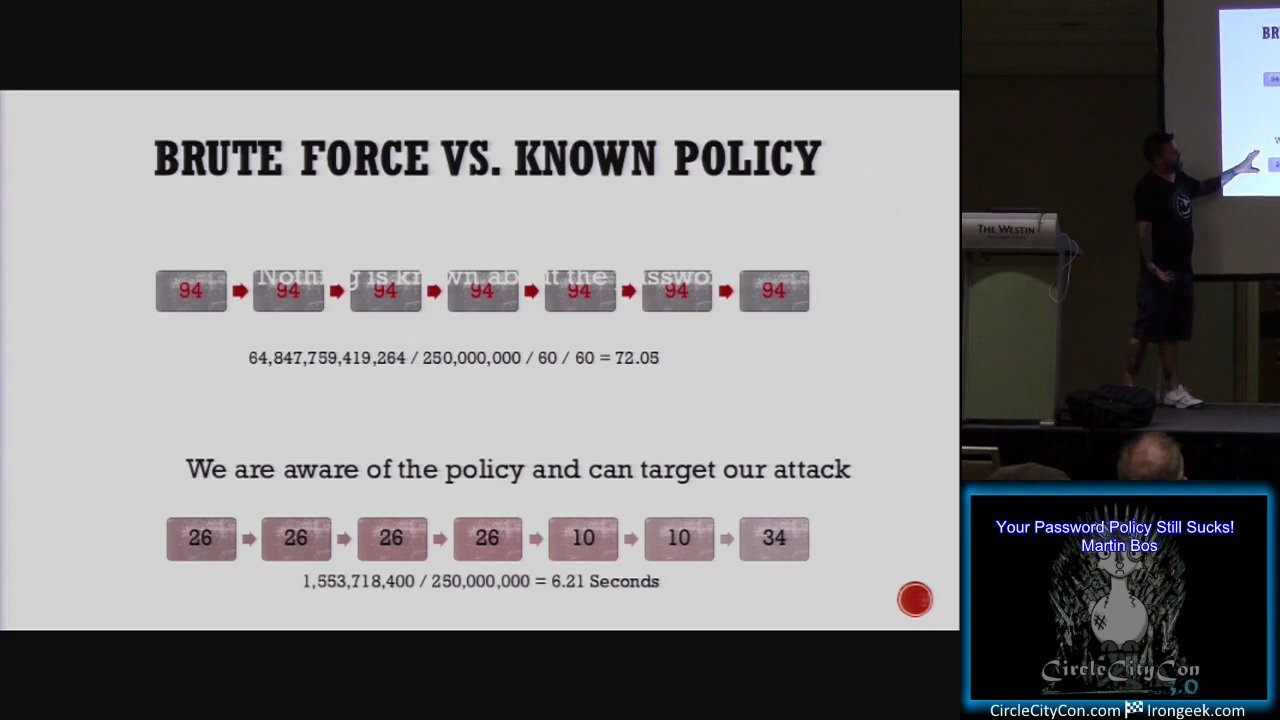 BRUTE FORCE VS. KNOWN POLICY
94 94 94 94 94 94 94
64,847,759,419,264 / 250,000,000 / 60 / 60 = 72.05
We are aware of the policy and can target our attack
26 26 26 26 10 10 34
1,553,718,400 / 250,000,000 = 6.21 Seconds
BR
THE WESTIN
Your Password Policy Still Sucks!
Martin Bos
CircleCityCon
3.0
CircleCityCon.com Irongeek.com